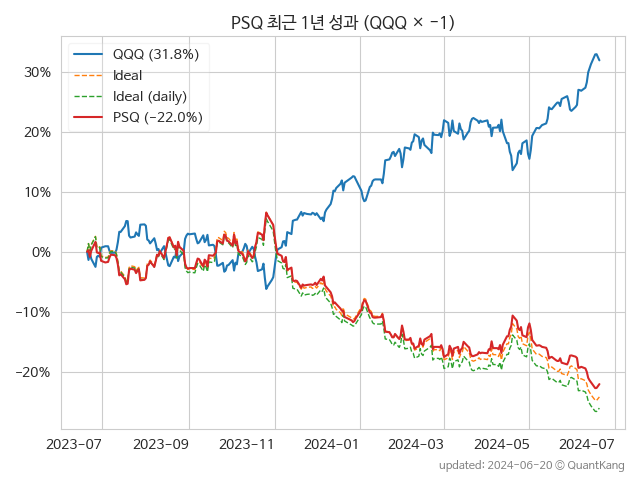 PSQ 최근 1년 성과 (QQQ × −1)
QQQ (31.8%)
Ideal
Ideal (daily)
PSQ (−22.0%)
30%
20%
10%
0%
−10%
−20%
2023-07 2023-09 2023-11 2024-01 2024-03 2024-05 2024-07
updated: 2024-06-20 © QuantKang